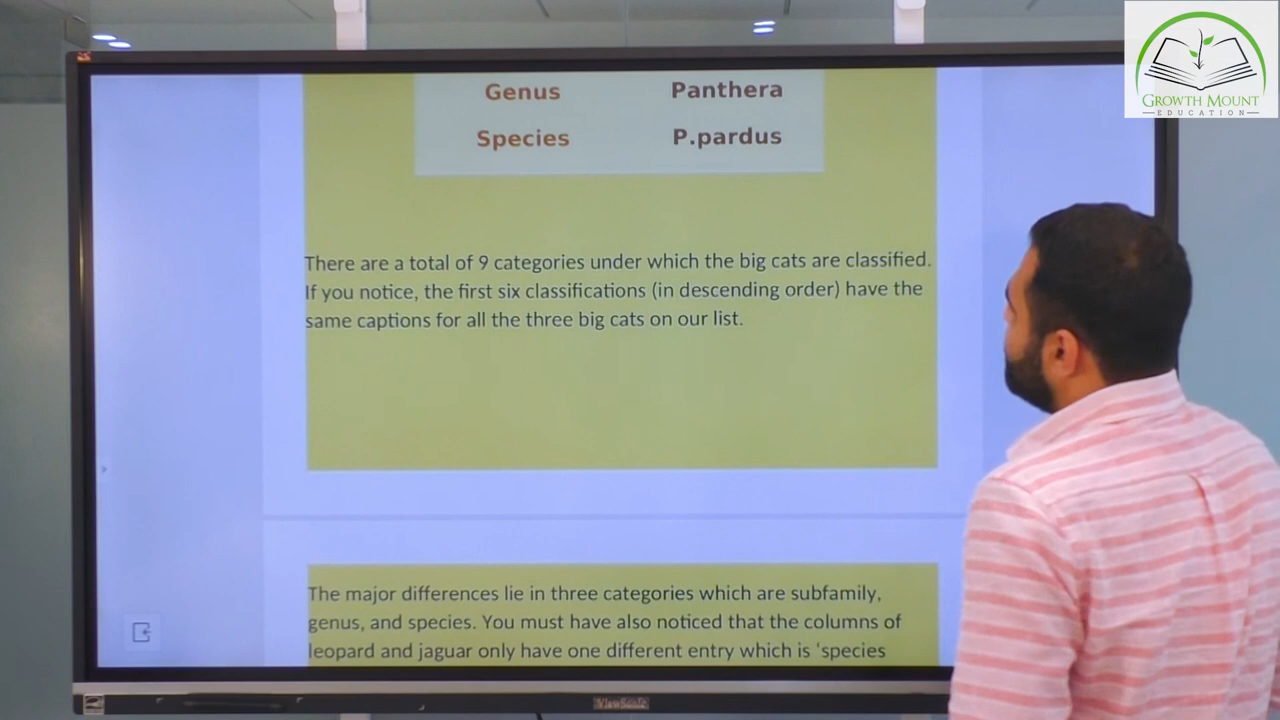 GROWTH MOUNT
EDUCATION
Genus Panthera
Species P.pardus
There are a total of 9 categories under which the big cats are classified.
If you notice, the first six classifications (in descending order) have the
same captions for all the three big cats on our list.
The major differences lie in three categories which are subfamily,
genus, and species. You must have also noticed that the columns of
leopard and jaguar only have one different entry which is 'species
ViewSonic